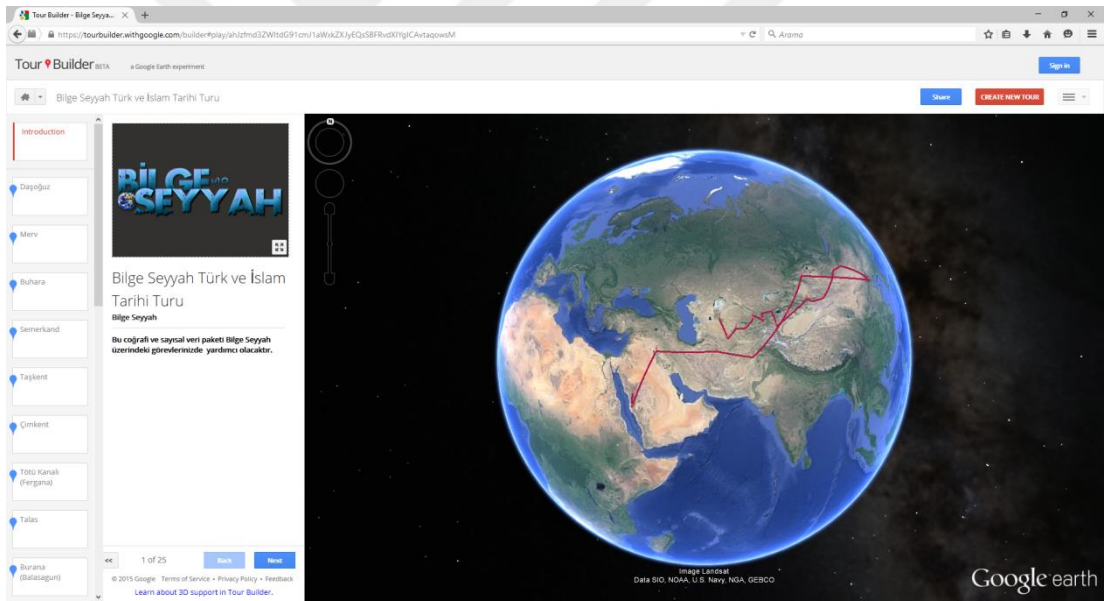 Tour Builder - Bilge Seyya...
https://tourbuilder.withgoogle.com/builder#play/
Arama
Tour Builder BETA a Google Earth experiment
Sign in
Bilge Seyyah Türk ve İslam Tarihi Turu
Share
CREATE NEW TOUR
Introduction
Daşoğuz
Merv
Buhara
Semerkand
Taşkent
Çimkent
Tötü Kanalı
(Fergana)
Talas
Burana
(Balasagun)
BİLGE V1.0
SEYYAH
Bilge Seyyah Türk ve İslam
Tarihi Turu
Bilge Seyyah
Bu coğrafi ve sayısal veri paketi Bilge Seyyah
üzerindeki görevlerinizde yardımcı olacaktır.
<< 1 of 25 Back Next
© 2015 Google Terms of Service • Privacy Policy • Feedback
Learn about 3D support in Tour Builder.
N
Image Landsat
Data SIO, NOAA, U.S. Navy, NGA, GEBCO
Google earth